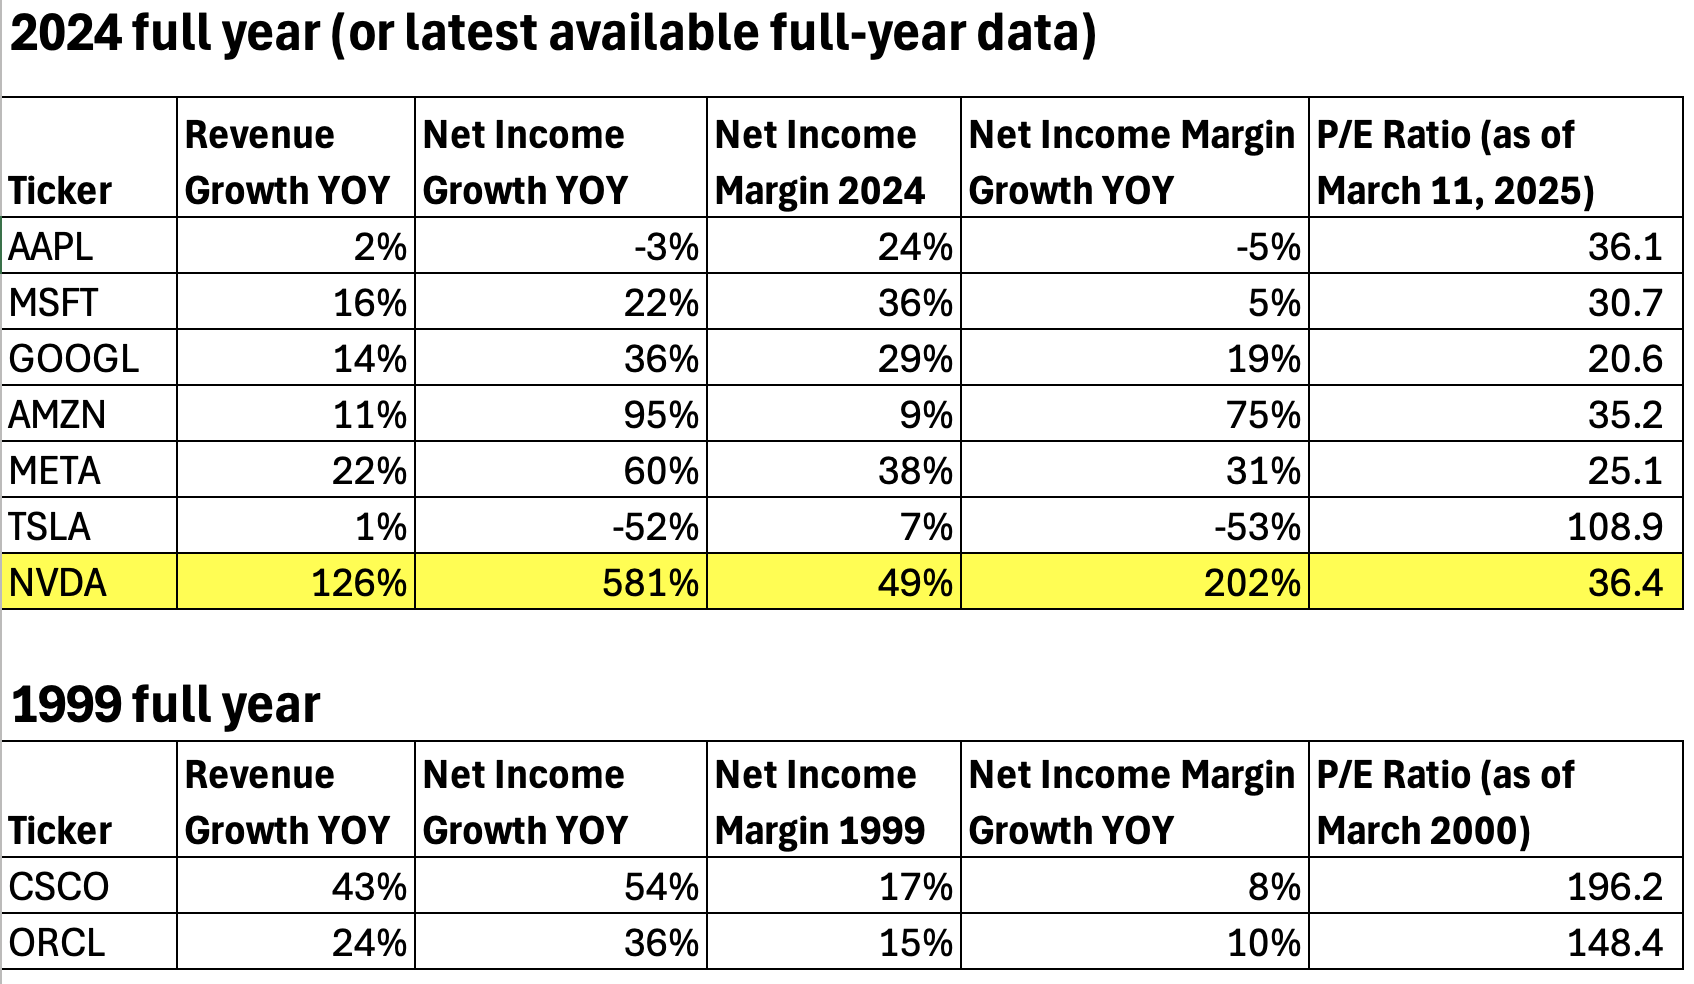 2024 full year (or latest available full-year data)
Ticker Revenue Growth YOY Net Income Growth YOY Net Income Margin 2024 Net Income Margin Growth YOY P/E Ratio (as of March 11, 2025)
AAPL 2% -3% 24% -5% 36.1
MSFT 16% 22% 36% 5% 30.7
GOOGL 14% 36% 29% 19% 20.6
AMZN 11% 95% 9% 75% 35.2
META 22% 60% 38% 31% 25.1
TSLA 1% -52% 7% -53% 108.9
NVDA 126% 581% 49% 202% 36.4
1999 full year
Ticker Revenue Growth YOY Net Income Growth YOY Net Income Margin 1999 Net Income Margin Growth YOY P/E Ratio (as of March 2000)
CSCO 43% 54% 17% 8% 196.2
ORCL 24% 36% 15% 10% 148.4